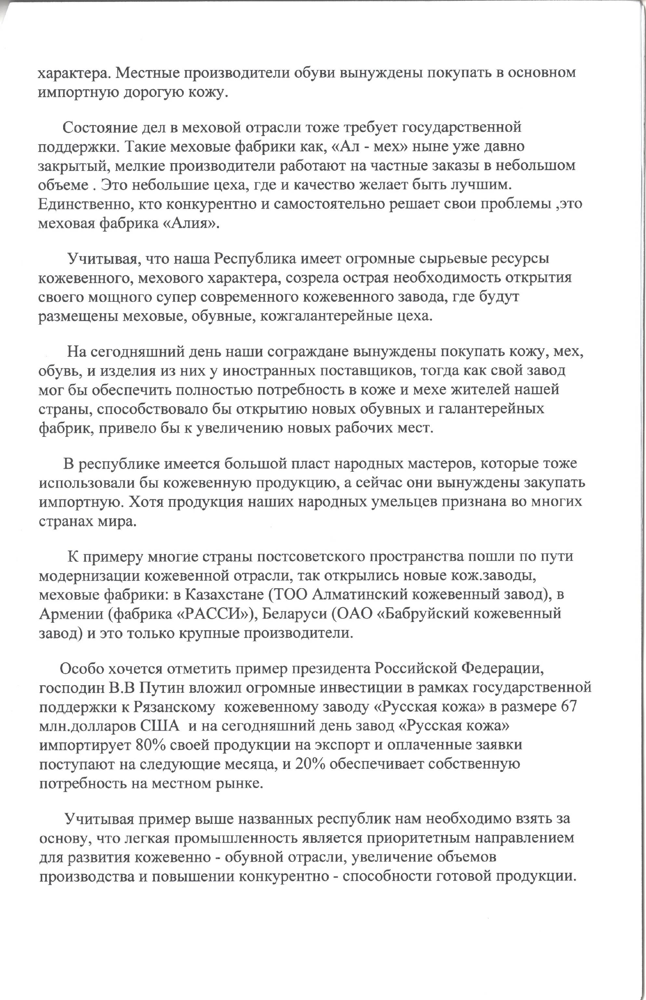 характера. Местные производители обуви вынуждены покупать в основном
импортную дорогую кожу.
Состояние дел в меховой отрасли тоже требует государственной
поддержки. Такие меховые фабрики как, «Ал - мех» ныне уже давно
закрытый, мелкие производители работают на частные заказы в небольшом
объеме . Это небольшие цеха, где и качество желает быть лучшим.
Единственно, кто конкурентно и самостоятельно решает свои проблемы ,это
меховая фабрика «Алия».
Учитывая, что наша Республика имеет огромные сырьевые ресурсы
кожевенного, мехового характера, созрела острая необходимость открытия
своего мощного супер современного кожевенного завода, где будут
размещены меховые, обувные, кожгалантерейные цеха.
На сегодняшний день наши сограждане вынуждены покупать кожу, мех,
обувь, и изделия из них у иностранных поставщиков, тогда как свой завод
мог бы обеспечить полностью потребность в коже и мехе жителей нашей
страны, способствовало бы открытию новых обувных и галантерейных
фабрик, привело бы к увеличению новых рабочих мест.
В республике имеется большой пласт народных мастеров, которые тоже
использовали бы кожевенную продукцию, а сейчас они вынуждены закупать
импортную. Хотя продукция наших народных умельцев признана во многих
странах мира.
К примеру многие страны постсоветского пространства пошли по пути
модернизации кожевенной отрасли, так открылись новые кож.заводы,
меховые фабрики: в Казахстане (ТОО Алматинский кожевенный завод), в
Армении (фабрика «РАССИ»), Беларуси (ОАО «Бабруйский кожевенный
завод) и это только крупные производители.
Особо хочется отметить пример президента Российской Федерации,
господин В.В Путин вложил огромные инвестиции в рамках государственной
поддержки к Рязанскому кожевенному заводу «Русская кожа» в размере 67
млн.долларов США и на сегодняшний день завод «Русская кожа»
импортирует 80% своей продукции на экспорт и оплаченные заявки
поступают на следующие месяца, и 20% обеспечивает собственную
потребность на местном рынке.
Учитывая пример выше названных республик нам необходимо взять за
основу, что легкая промышленность является приоритетным направлением
для развития кожевенно - обувной отрасли, увеличение объемов
производства и повышении конкурентно - способности готовой продукции.